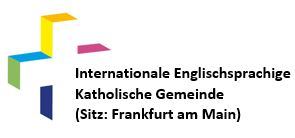 Internationale Englischsprachige
Katholische Gemeinde
(Sitz: Frankfurt am Main)